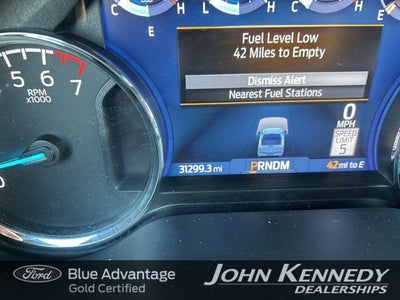 C H E L F C H
Fuel Level Low
42 Miles to Empty
Dismiss Alert
Nearest Fuel Stations
5 6 7
RPM
x1000
0
0
MPH
SPEED
LIMIT
5
31299.3 mi
PRNDM
42 mi to E
Ford
Blue Advantage
Gold Certified
JOHN KENNEDY
DEALERSHIPS